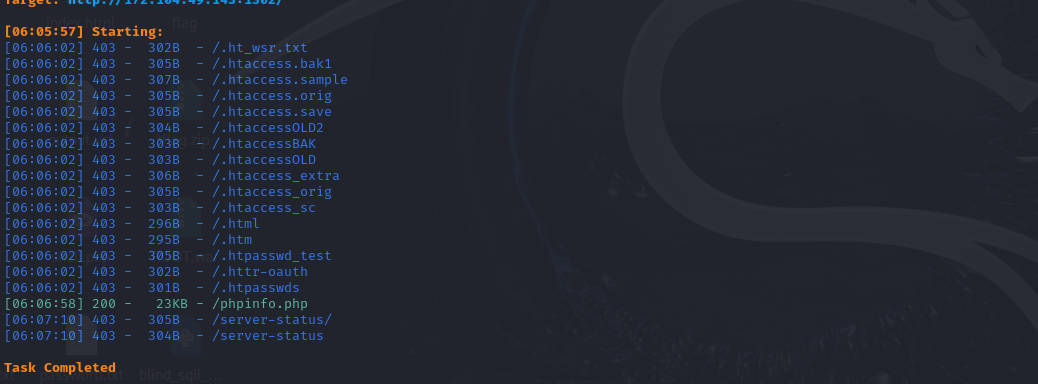 Target: http://172.104.49.143:1302/
index.html flag
[06:05:57] Starting:
[06:06:02] 403 -  302B  - /.ht_wsr.txt
[06:06:02] 403 -  305B  - /.htaccess.bak1
[06:06:02] 403 -  307B  - /.htaccess.sample
[06:06:02] 403 -  305B  - /.htaccess.orig
[06:06:02] 403 -  305B  - /.htaccess.save
[06:06:02] 403 -  304B  - /.htaccessOLD2
[06:06:02] 403 -  303B  - /.htaccessBAK
[06:06:02] 403 -  303B  - /.htaccessOLD
[06:06:02] 403 -  306B  - /.htaccess_extra
[06:06:02] 403 -  305B  - /.htaccess_orig
[06:06:02] 403 -  303B  - /.htaccess_sc
[06:06:02] 403 -  296B  - /.html
[06:06:02] 403 -  295B  - /.htm
[06:06:02] 403 -  305B  - /.htpasswd_test
[06:06:02] 403 -  302B  - /.httr-oauth
[06:06:02] 403 -  301B  - /.htpasswds
[06:06:58] 200 -   23KB - /phpinfo.php
[06:07:10] 403 -  305B  - /server-status/
[06:07:10] 403 -  304B  - /server-status
Task Completed
password.txt blind_sqli_...